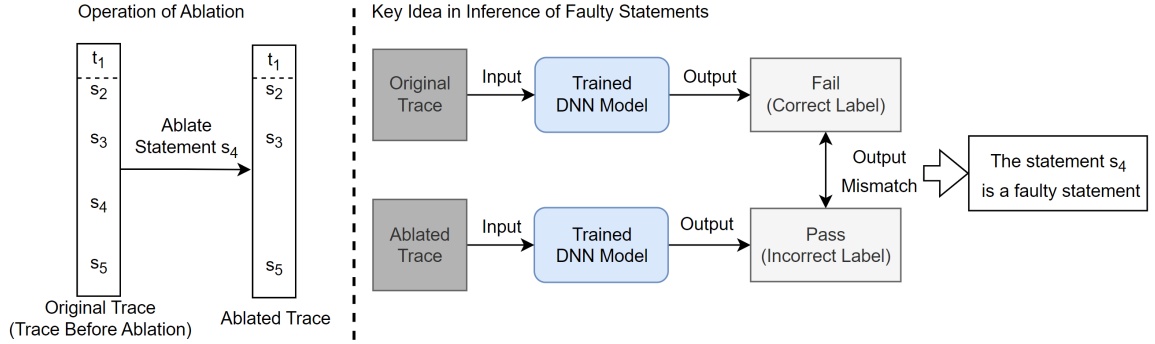 Operation of Ablation
t1
s2
s3
s4
s5
Original Trace
(Trace Before Ablation)
Ablate
Statement s4
t1
s2
s3
s5
Ablated Trace
Key Idea in Inference of Faulty Statements
Original
Trace
Input
Trained
DNN Model
Output
Fail
(Correct Label)
Output
Mismatch
The statement s4
is a faulty statement
Ablated
Trace
Input
Trained
DNN Model
Output
Pass
(Incorrect Label)